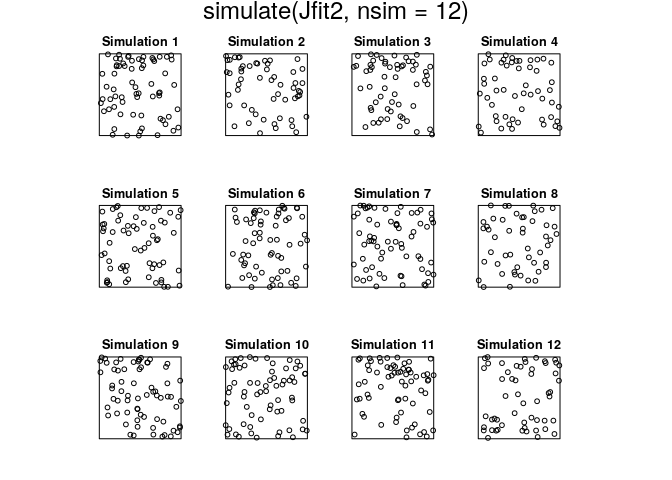 simulate(Jfit2, nsim = 12)
Simulation 1
Simulation 2
Simulation 3
Simulation 4
Simulation 5
Simulation 6
Simulation 7
Simulation 8
Simulation 9
Simulation 10
Simulation 11
Simulation 12